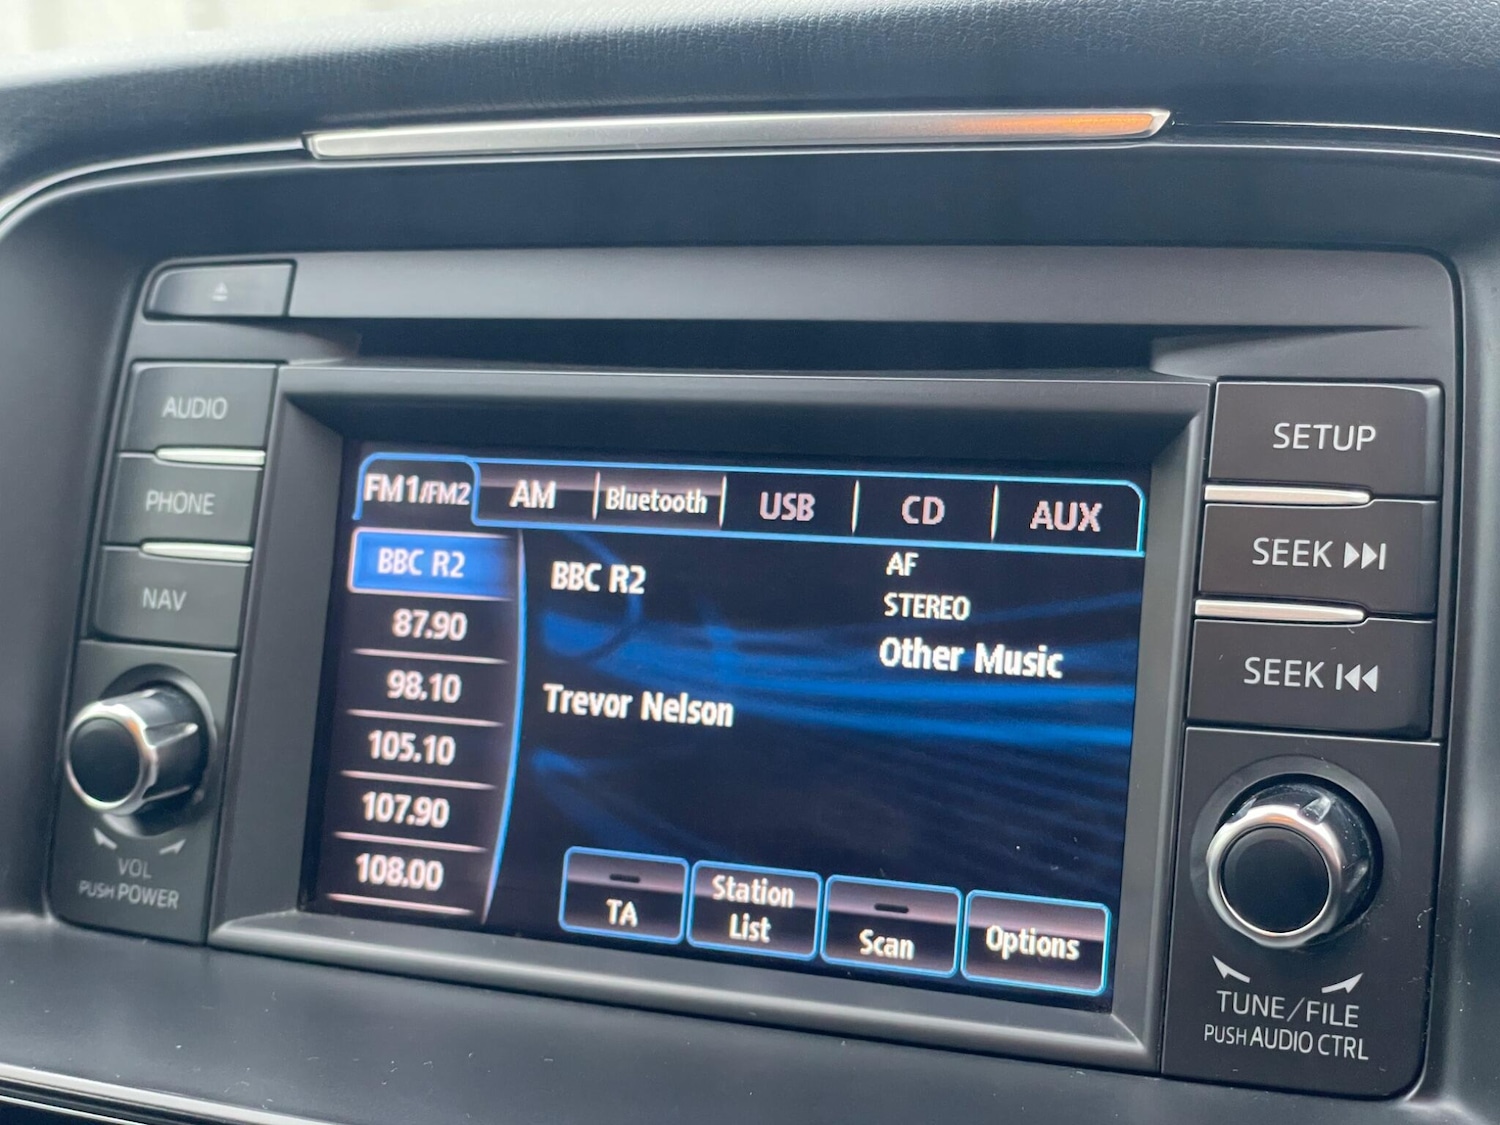 AUDIO
PHONE
NAV
VOL
PUSH POWER
FM1/FM2
AM
Bluetooth
USB
CD
AUX
BBC R2
87.90
98.10
105.10
107.90
108.00
BBC R2
AF
STEREO
Other Music
Trevor Nelson
TA
Station
List
Scan
Options
SETUP
SEEK
SEEK
TUNE/FILE
PUSH AUDIO CTRL